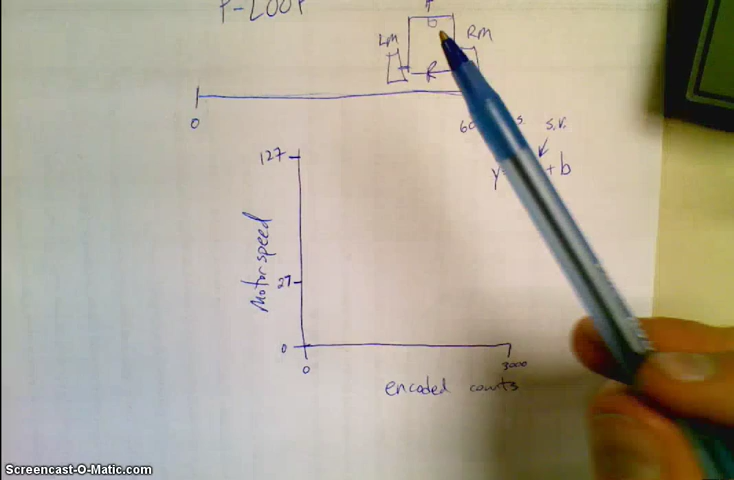 P-LOOP
Lm
Rm
R
0
60
s.
s.v.
127
y
+ b
Motor speed
27
0
0
3000
encoded counts
Screencast-O-Matic.com